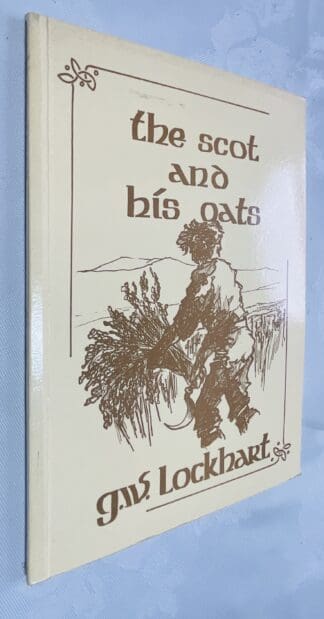 the scot
and
his oats
g.w. Lockhart